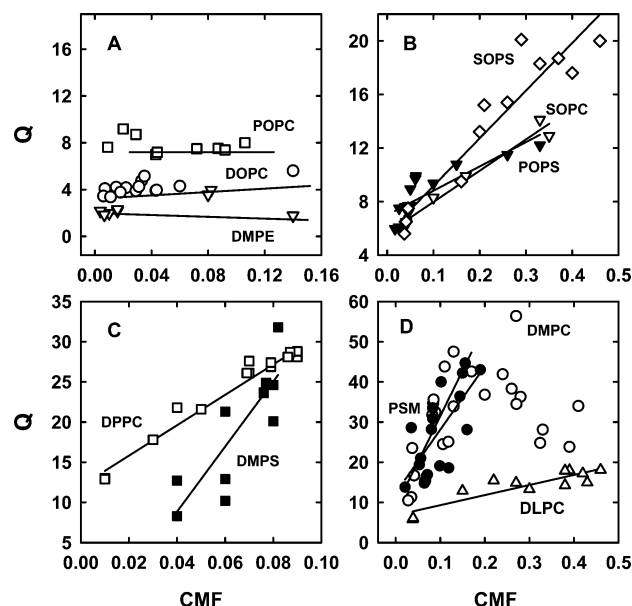 A
B
Q
16
12
8
4
0
POPC
DOPC
DMPE
0.00
0.04
0.08
0.12
0.16
20
16
12
8
4
SOPS
SOPC
POPS
0.0
0.1
0.2
0.3
0.4
0.5
C
D
Q
35
30
25
20
15
10
5
DPPC
DMPS
0.00
0.02
0.04
0.06
0.08
0.10
CMF
60
50
40
30
20
10
0
DMPC
PSM
DLPC
0.0
0.1
0.2
0.3
0.4
0.5
CMF